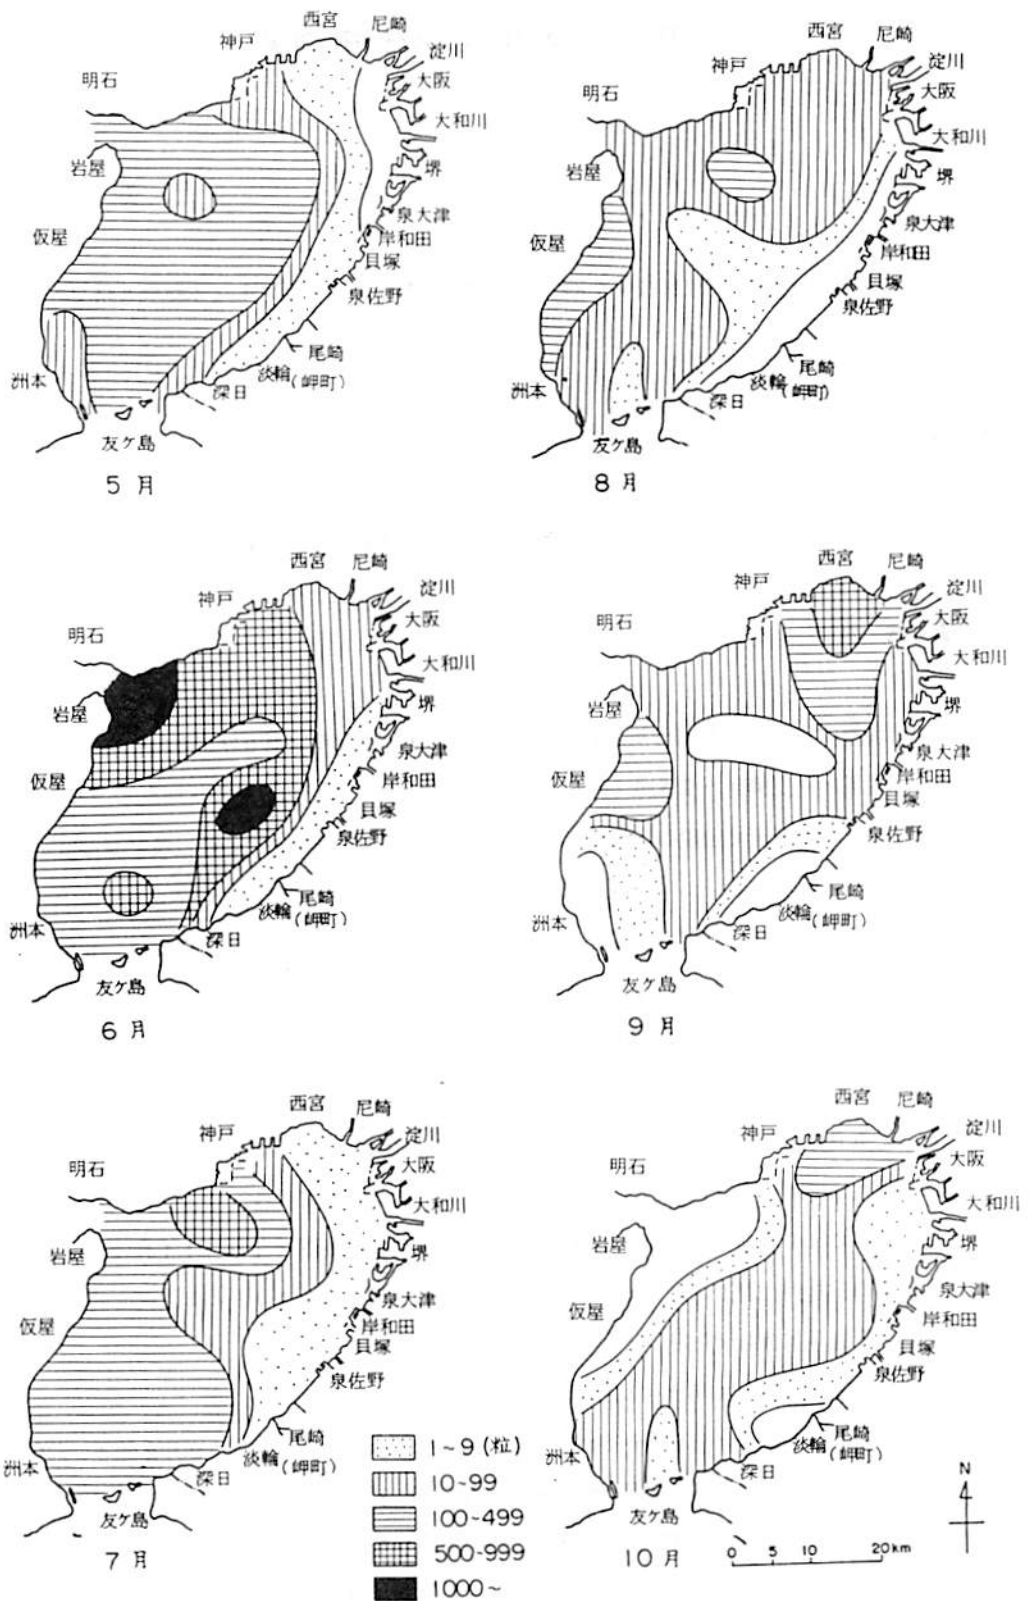 西宮
尼崎
神戸
淀川
大阪
明石
大和川
岩屋
堺
泉大津
仮屋
岸和田
貝塚
泉佐野
尾崎
淡輪(岬町)
洲本
深日
友ケ島
5 月
西宮
尼崎
神戸
淀川
大阪
明石
大和川
岩屋
堺
泉大津
仮屋
岸和田
貝塚
泉佐野
尾崎
淡輪(岬町)
洲本
深日
友ケ島
8 月
西宮
尼崎
神戸
淀川
大阪
明石
大和川
岩屋
堺
泉大津
仮屋
岸和田
貝塚
泉佐野
尾崎
淡輪(岬町)
洲本
深日
友ケ島
6 月
西宮
尼崎
神戸
淀川
大阪
明石
大和川
岩屋
堺
泉大津
仮屋
岸和田
貝塚
泉佐野
尾崎
淡輪(岬町)
洲本
深日
友ケ島
9 月
西宮
尼崎
神戸
淀川
大阪
明石
大和川
岩屋
堺
泉大津
仮屋
岸和田
貝塚
泉佐野
尾崎
淡輪(岬町)
洲本
深日
友ケ島
7 月
1~9 (粒)
10~99
100~499
500~999
1000~
西宮
尼崎
神戸
淀川
大阪
明石
大和川
岩屋
堺
泉大津
仮屋
岸和田
貝塚
泉佐野
尾崎
淡輪(岬町)
洲本
深日
友ケ島
10 月
N
0 5 10 20 km